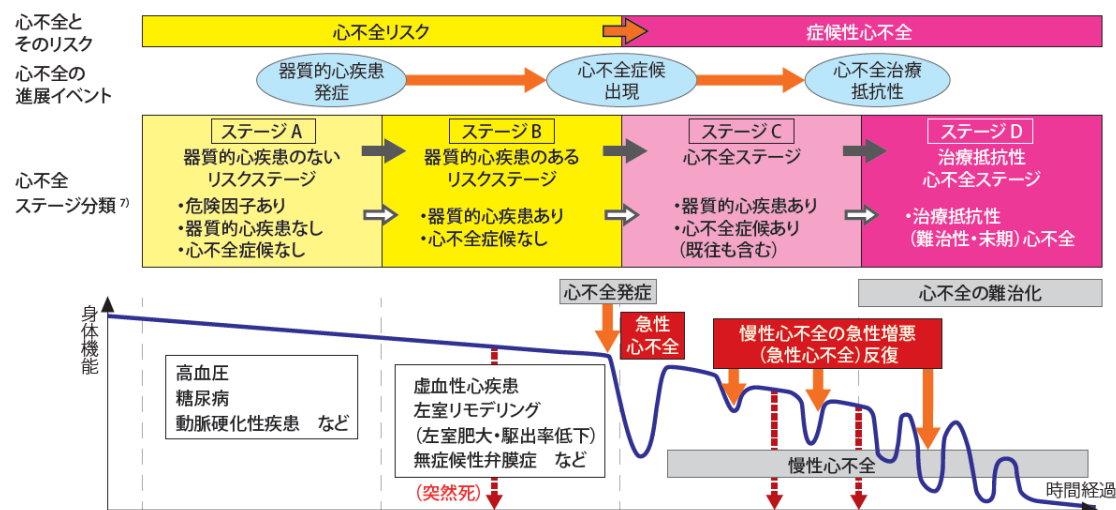 心不全と
そのリスク
心不全リスク
症候性心不全
心不全の
進展イベント
器質的心疾患
発症
心不全症候
出現
心不全治療
抵抗性
心不全
ステージ分類 7)
ステージ A
器質的心疾患のない
リスクステージ
・危険因子あり
・器質的心疾患なし
・心不全症候なし
ステージ B
器質的心疾患のある
リスクステージ
・器質的心疾患あり
・心不全症候なし
ステージ C
心不全ステージ
・器質的心疾患あり
・心不全症候あり
(既往も含む)
ステージ D
治療抵抗性
心不全ステージ
・治療抵抗性
(難治性・末期)心不全
身体機能
心不全発症
心不全の難治化
急性
心不全
慢性心不全の急性増悪
(急性心不全)反復
高血圧
糖尿病
動脈硬化性疾患 など
虚血性心疾患
左室リモデリング
(左室肥大・駆出率低下)
無症候性弁膜症 など
(突然死)
慢性心不全
時間経過